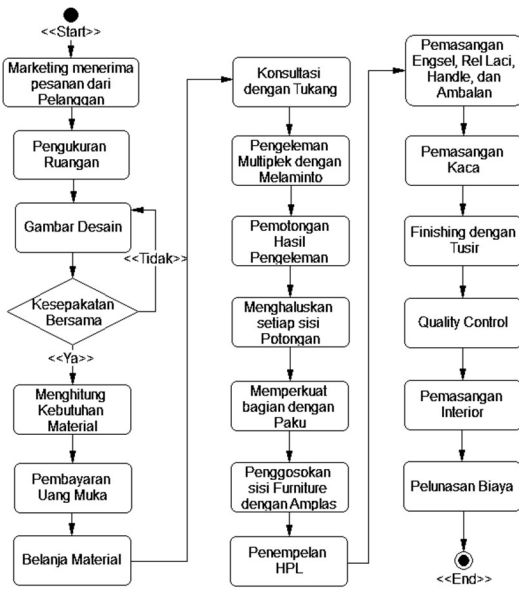 <<Start>>
Marketing menerima
pesanan dari
Pelanggan
Pengukuran
Ruangan
Gambar Desain
<<Tidak>>
Kesepakatan
Bersama
<<Ya>>
Menghitung
Kebutuhan
Material
Pembayaran
Uang Muka
Belanja Material
Konsultasi
dengan Tukang
Pengeleman
Multiplek dengan
Melaminto
Pemotongan
Hasil
Pengeleman
Menghaluskan
setiap sisi
Potongan
Memperkuat
bagian dengan
Paku
Penggosokan
sisi Furniture
dengan Amplas
Penempelan
HPL
Pemasangan
Engsel, Rel Laci,
Handle, dan
Ambalan
Pemasangan
Kaca
Finishing dengan
Tusir
Quality Control
Pemasangan
Interior
Pelunasan Biaya
<<End>>